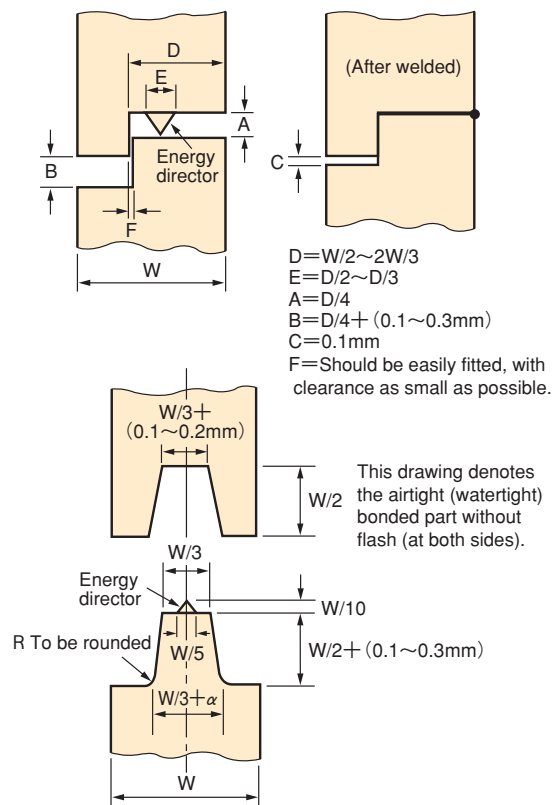 D
(After welded)
E
A
Energy
director
B
C
F
W
D＝W/2～2W/3
E＝D/2～D/3
A＝D/4
B＝D/4＋（0.1～0.3mm）
C＝0.1mm
F＝Should be easily fitted, with
clearance as small as possible.
W/3＋
(0.1～0.2mm)
W/2
This drawing denotes
the airtight (watertight)
bonded part without
flash (at both sides).
W/3
Energy
director
W/10
R To be rounded
W/5
W/2＋（0.1～0.3mm）
W/3＋α
W